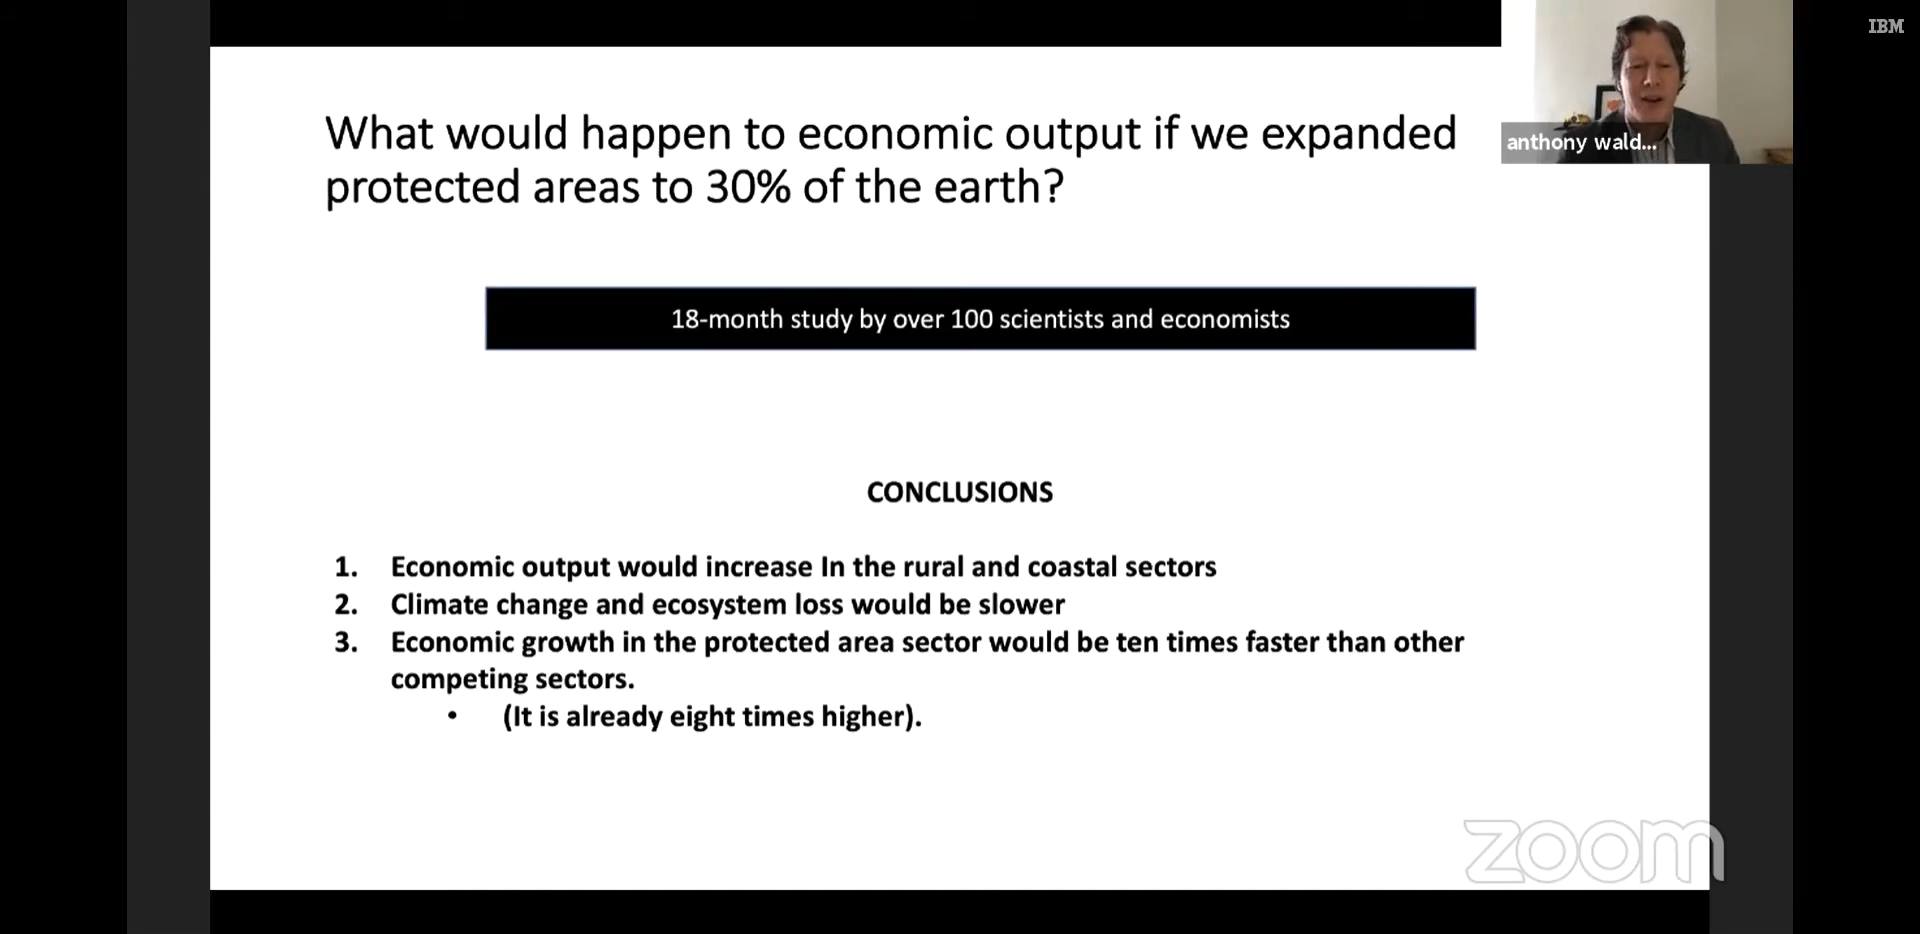 IBM
What would happen to economic output if we expanded
protected areas to 30% of the earth?
anthony wald...
18-month study by over 100 scientists and economists
CONCLUSIONS
1. Economic output would increase In the rural and coastal sectors
2. Climate change and ecosystem loss would be slower
3. Economic growth in the protected area sector would be ten times faster than other
competing sectors.
• (It is already eight times higher).
zoom